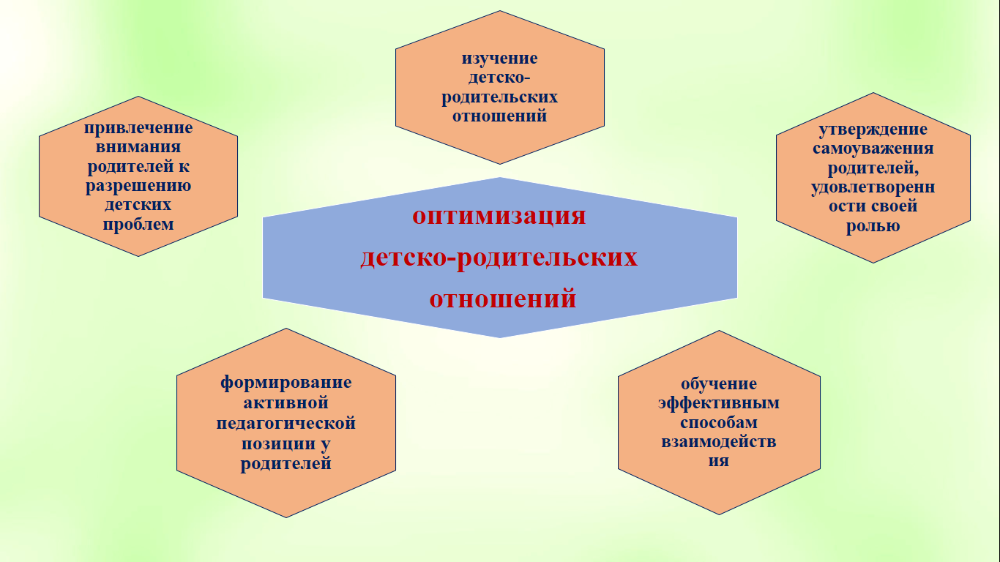 изучение
детско-
родительских
отношений
привлечение
внимания
родителей к
разрешению
детских
проблем
утверждение
самоуважения
родителей,
удовлетворенн
ости своей
ролью
оптимизация
детско-родительских
отношений
формирование
активной
педагогической
позиции у
родителей
обучение
эффективным
способам
взаимодейств
ия